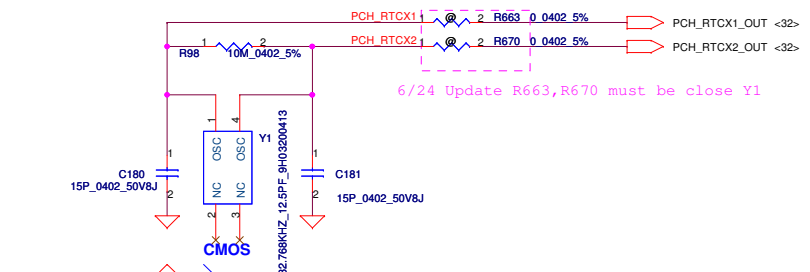 PCH_RTCX1 1 @ 2 R663 0_0402_5% PCH_RTCX1_OUT <32>
PCH_RTCX2 1 @ 2 R670 0_0402_5% PCH_RTCX2_OUT <32>
R98 1 2 10M_0402_5%
6/24 Update R663,R670 must be close Y1
1 4
OSC OSC
NC NC
2 3
Y1
32.768KHZ_12.5PF_9H03200413
1
C180
15P_0402_50V8J
2
1
C181
2
15P_0402_50V8J
CMOS